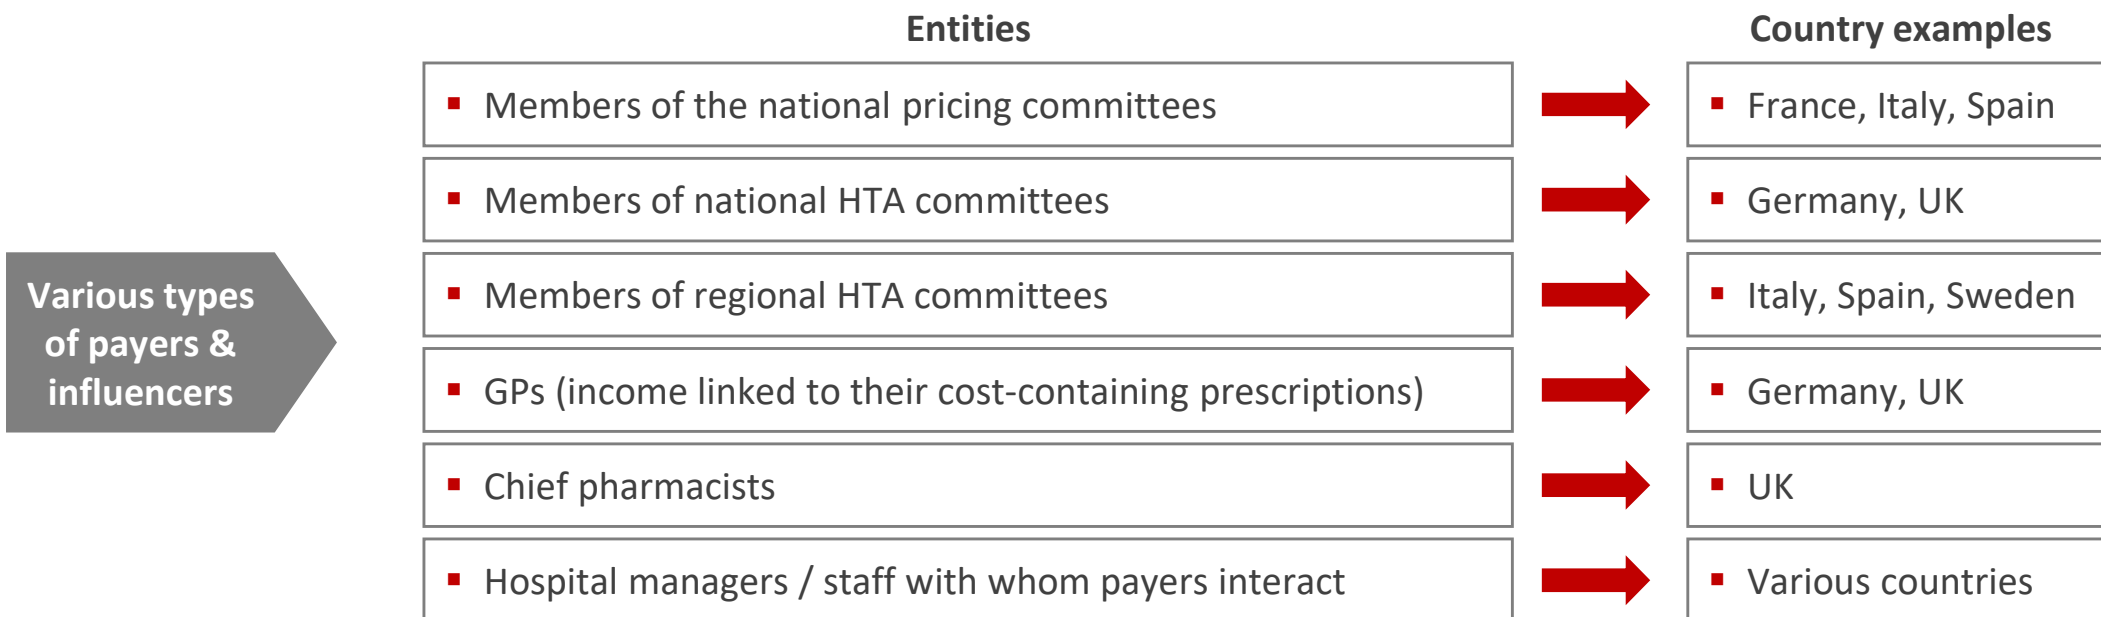 Entities
Country examples
Various types
of payers &
influencers
▪ Members of the national pricing committees
▪ France, Italy, Spain
▪ Members of national HTA committees
▪ Germany, UK
▪ Members of regional HTA committees
▪ Italy, Spain, Sweden
▪ GPs (income linked to their cost-containing prescriptions)
▪ Germany, UK
▪ Chief pharmacists
▪ UK
▪ Hospital managers / staff with whom payers interact
▪ Various countries